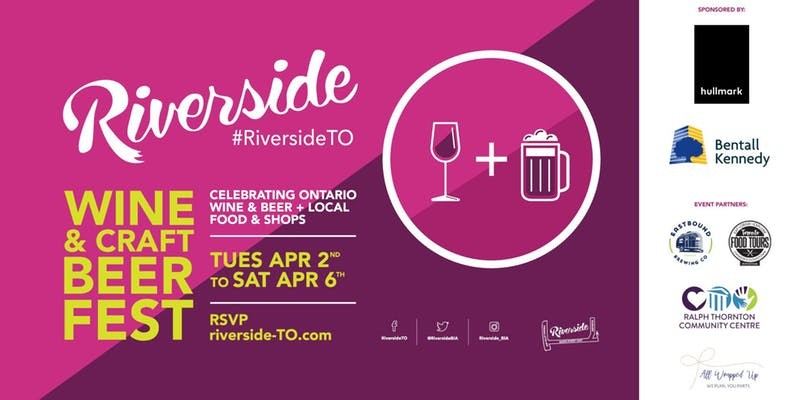 Riverside
#RiversideTO
WINE
& CRAFT
BEER
FEST
CELEBRATING ONTARIO
WINE & BEER + LOCAL
FOOD & SHOPS
TUES APR 2ND
TO SAT APR 6TH
RSVP
riverside-TO.com
RiversideTO
@RiversideBIA
Riverside_BIA
Riverside
SPONSORED BY:
hullmark
Bentall
Kennedy
EVENT PARTNERS:
EASTBOUND
BREWING CO
Toronto
FOOD TOURS
RALPH THORNTON
COMMUNITY CENTRE
All Wrapped Up
WE PLAN, YOU PARTY.